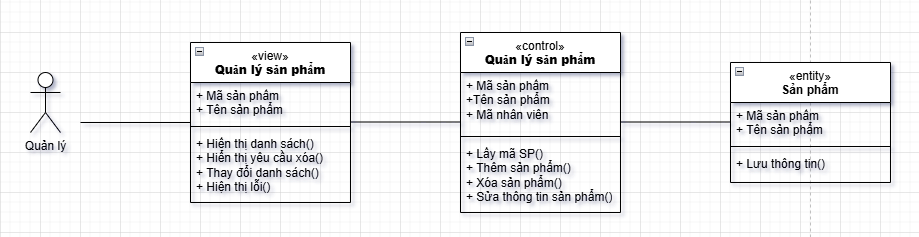 Quản lý
«view»
Quản lý sản phẩm
+ Mã sản phẩm
+ Tên sản phẩm
+ Hiển thị danh sách()
+ Hiển thị yêu cầu xóa()
+ Thay đổi danh sách()
+ Hiện thị lỗi()
«control»
Quản lý sản phẩm
+ Mã sản phẩm
+Tên sản phẩm
+ Mã nhân viên
+ Lấy mã SP()
+ Thêm sản phẩm()
+ Xóa sản phẩm()
+ Sửa thông tin sản phẩm()
«entity»
Sản phẩm
+ Mã sản phẩm
+ Tên sản phẩm
+ Lưu thông tin()